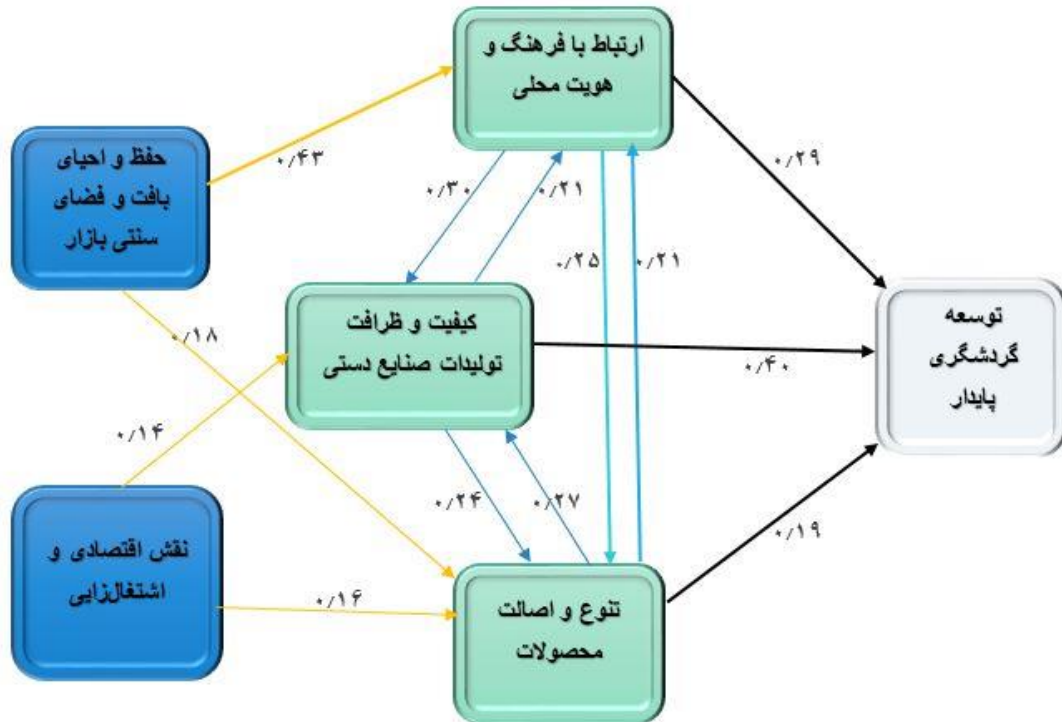 ارتباط با فرهنگ و
هویت محلی
حفظ و احیای
بافت و فضای
سنتی بازار
۰/۴۳
۰/۲۹
۰/۳۰
۰/۲۱
۰/۲۵
۰/۲۱
کیفیت و ظرافت
تولیدات صنایع دستی
توسعه
گردشگری
پایدار
۰/۱۸
۰/۴۰
۰/۱۴
۰/۲۴
۰/۲۷
نقش اقتصادی و
اشتغال‌زایی
۰/۱۶
۰/۱۹
تنوع و اصالت
محصولات